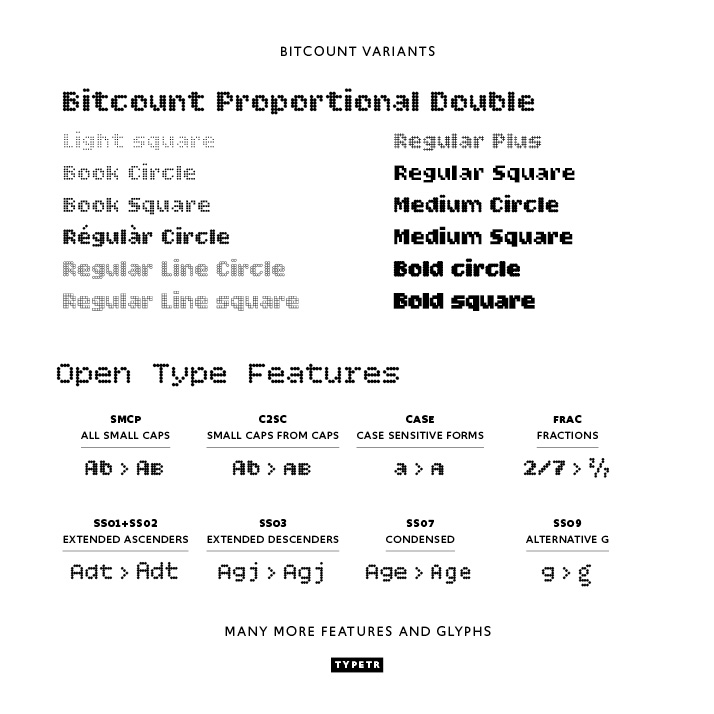 BITCOUNT VARIANTS
Bitcount Proportional Double
Light square
Book Circle
Book Square
Régulàr Circle
Regular Line Circle
Regular Line square
Regular Plus
Regular Square
Medium Circle
Medium Square
Bold circle
Bold square
Open Type Features
SMCP
ALL SMALL CAPS
Ab > AB
C2SC
SMALL CAPS FROM CAPS
Ab > AB
CASE
CASE SENSITIVE FORMS
a > A
FRAC
FRACTIONS
2/7 > 2/7
SS01+SS02
EXTENDED ASCENDERS
Adt > Adt
SS03
EXTENDED DESCENDERS
Agj > Agj
SS07
CONDENSED
Age > Age
SS09
ALTERNATIVE G
g > g
MANY MORE FEATURES AND GLYPHS
TYPETR